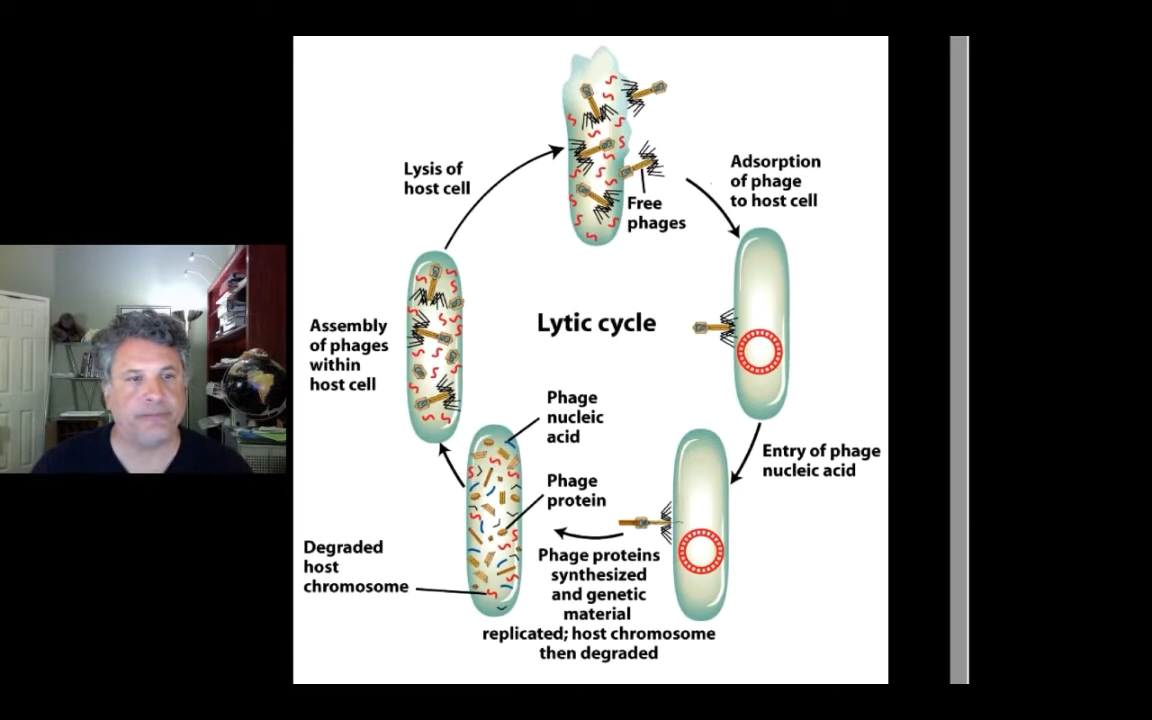 Lysis of
host cell
Free
phages
Adsorption
of phage
to host cell
Lytic cycle
Assembly
of phages
within
host cell
Phage
nucleic
acid
Entry of phage
nucleic acid
Phage
protein
Degraded
host
chromosome
Phage proteins
synthesized
and genetic
material
replicated; host chromosome
then degraded